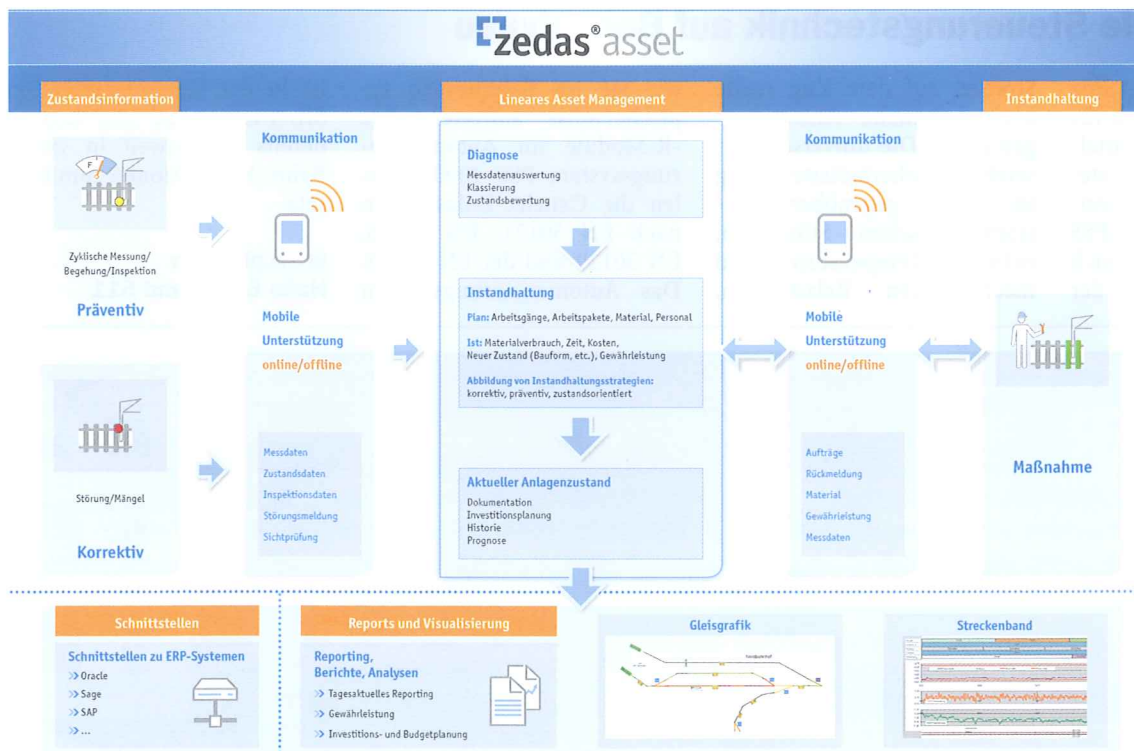 zedas® asset
Zustandsinformation
Lineares Asset Management
Instandhaltung
F
Zyklische Messung/
Begehung/Inspektion
Präventiv
Störung/Mängel
Korrektiv
Kommunikation
Mobile
Unterstützung
online/offline
Messdaten
Zustandsdaten
Inspektionsdaten
Störungsmeldung
Sichtprüfung
Diagnose
Messdatenauswertung
Klassierung
Zustandsbewertung
Instandhaltung
Plan: Arbeitsgänge, Arbeitspakete, Material, Personal
Ist: Materialverbrauch, Zeit, Kosten,
Neuer Zustand (Bauform, etc.), Gewährleistung
Abbildung von Instandhaltungsstrategien:
korrektiv, präventiv, zustandsorientiert
Aktueller Anlagenzustand
Dokumentation
Investitionsplanung
Historie
Prognose
Kommunikation
Mobile
Unterstützung
online/offline
Aufträge
Rückmeldung
Material
Gewährleistung
Messdaten
Maßnahme
Schnittstellen
Schnittstellen zu ERP-Systemen
>> Oracle
>> Sage
>> SAP
>> ...
Reports und Visualisierung
Reporting,
Berichte, Analysen
>> Tagesaktuelles Reporting
>> Gewährleistung
>> Investitions- und Budgetplanung
Gleisgrafik
Streckenband